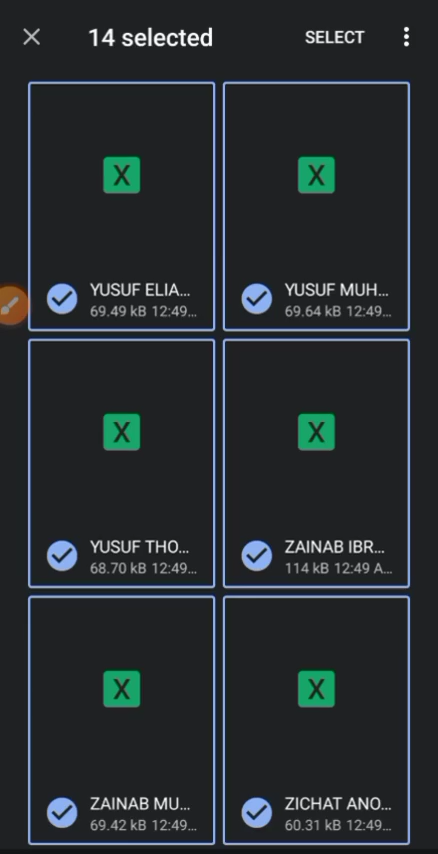 14 selected
SELECT
X
X
YUSUF ELIA...
69.49 kB 12:49...
YUSUF MUH...
69.64 kB 12:49...
X
X
YUSUF THO...
68.70 kB 12:49...
ZAINAB IBR...
114 kB 12:49 A...
X
X
ZAINAB MU...
69.42 kB 12:49...
ZICHAT ANO...
60.31 kB 12:49...